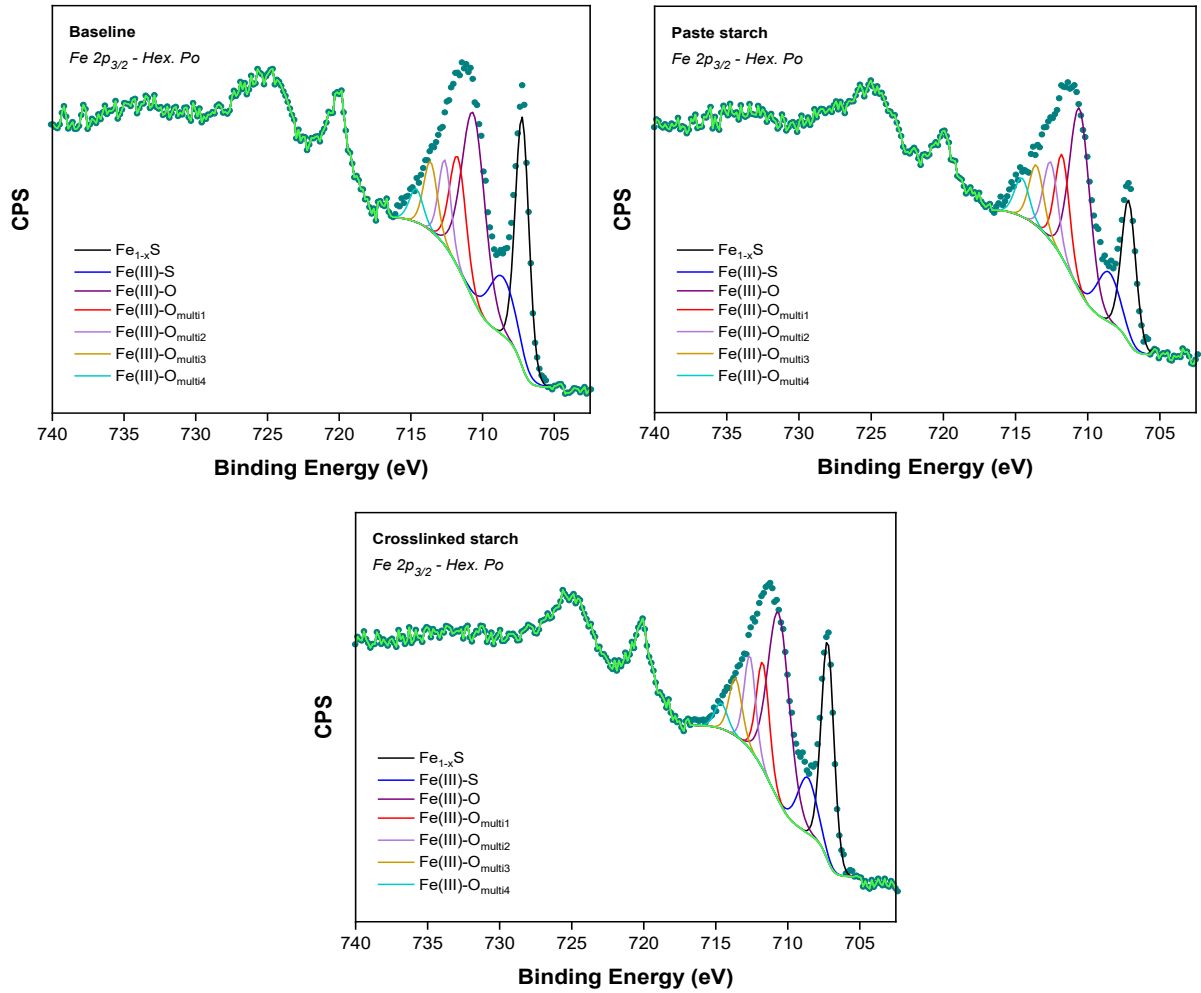 Baseline
Fe 2p3/2 - Hex. Po
CPS
Fe1-xS
Fe(III)-S
Fe(III)-O
Fe(III)-Omulti1
Fe(III)-Omulti2
Fe(III)-Omulti3
Fe(III)-Omulti4
740 735 730 725 720 715 710 705
Binding Energy (eV)
Paste starch
Fe 2p3/2 - Hex. Po
CPS
Fe1-xS
Fe(III)-S
Fe(III)-O
Fe(III)-Omulti1
Fe(III)-Omulti2
Fe(III)-Omulti3
Fe(III)-Omulti4
740 735 730 725 720 715 710 705
Binding Energy (eV)
Crosslinked starch
Fe 2p3/2 - Hex. Po
CPS
Fe1-xS
Fe(III)-S
Fe(III)-O
Fe(III)-Omulti1
Fe(III)-Omulti2
Fe(III)-Omulti3
Fe(III)-Omulti4
740 735 730 725 720 715 710 705
Binding Energy (eV)